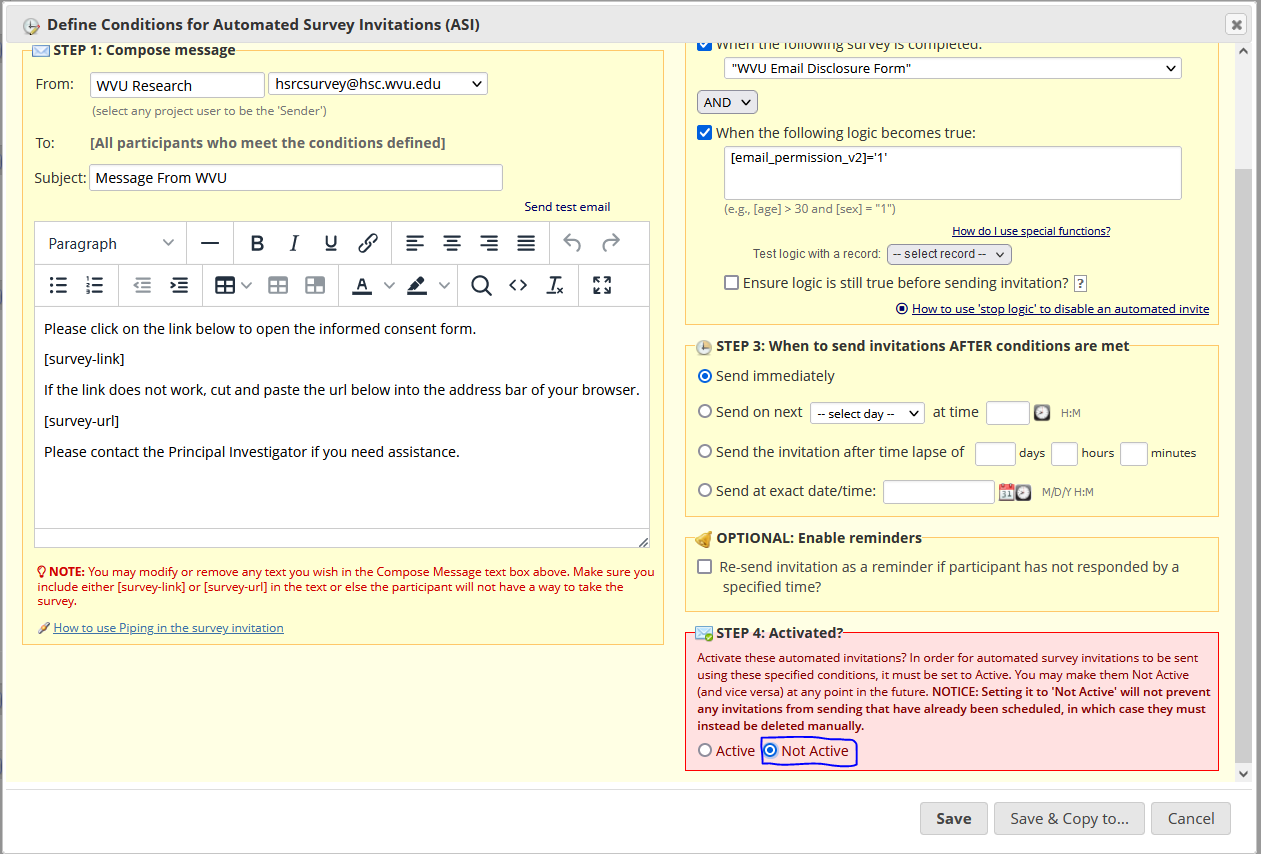 Define Conditions for Automated Survey Invitations (ASI)
STEP 1: Compose message
From: WVU Research hsrcsurvey@hsc.wvu.edu
(select any project user to be the 'Sender')
To: [All participants who meet the conditions defined]
Subject: Message From WVU
Send test email
Paragraph
B I U
A
Please click on the link below to open the informed consent form.
[survey-link]
If the link does not work, cut and paste the url below into the address bar of your browser.
[survey-url]
Please contact the Principal Investigator if you need assistance.
NOTE: You may modify or remove any text you wish in the Compose Message text box above. Make sure you
include either [survey-link] or [survey-url] in the text or else the participant will not have a way to take the
survey.
How to use Piping in the survey invitation
When the following survey is completed:
"WVU Email Disclosure Form"
AND
When the following logic becomes true:
[email_permission_v2]='1'
(e.g., [age] > 30 and [sex] = "1")
How do I use special functions?
Test logic with a record: -- select record --
Ensure logic is still true before sending invitation? ?
How to use 'stop logic' to disable an automated invite
STEP 3: When to send invitations AFTER conditions are met
Send immediately
Send on next -- select day -- at time H:M
Send the invitation after time lapse of days hours minutes
Send at exact date/time: 31 M/D/Y H:M
OPTIONAL: Enable reminders
Re-send invitation as a reminder if participant has not responded by a
specified time?
STEP 4: Activated?
Activate these automated invitations? In order for automated survey invitations to be sent
using these specified conditions, it must be set to Active. You may make them Not Active
(and vice versa) at any point in the future. NOTICE: Setting it to 'Not Active' will not prevent
any invitations from sending that have already been scheduled, in which case they must
instead be deleted manually.
Active Not Active
Save Save & Copy to... Cancel